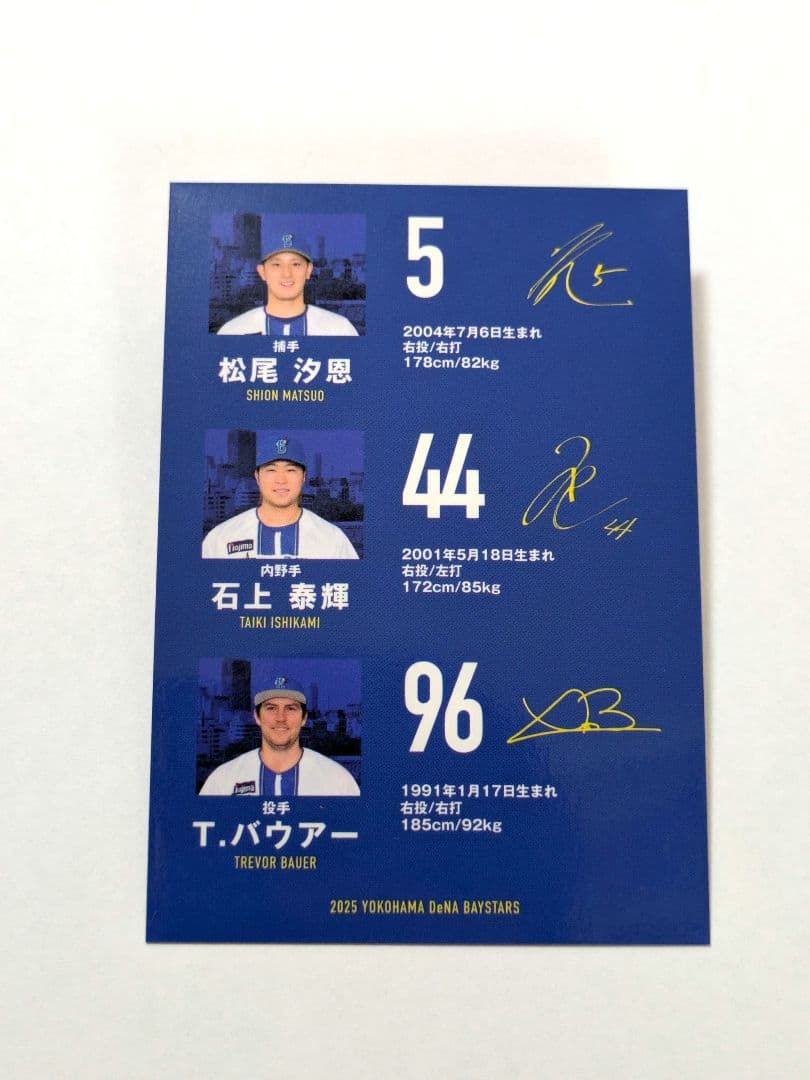 5
捕手
松尾 汐恩
SHION MATSUO
2004年7月6日生まれ
右投/右打
178cm/82kg
44
44
内野手
石上 泰輝
TAIKI ISHIKAMI
2001年5月18日生まれ
右投/左打
172cm/85kg
96
投手
T.バウアー
TREVOR BAUER
1991年1月17日生まれ
右投/右打
185cm/92kg
2025 YOKOHAMA DeNA BAYSTARS